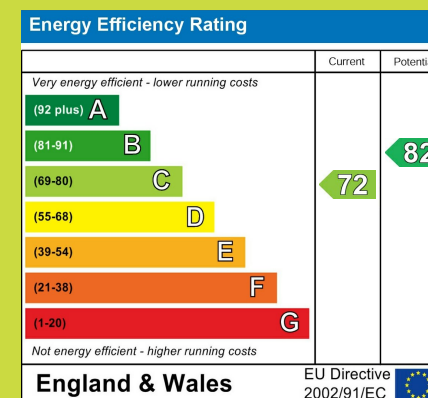 Energy Efficiency Rating
Current Potenti
Very energy efficient - lower running costs
(92 plus) A
(81-91) B
82
(69-80) C
72
(55-68) D
(39-54) E
(21-38) F
(1-20) G
Not energy efficient - higher running costs
England & Wales
EU Directive
2002/91/EC